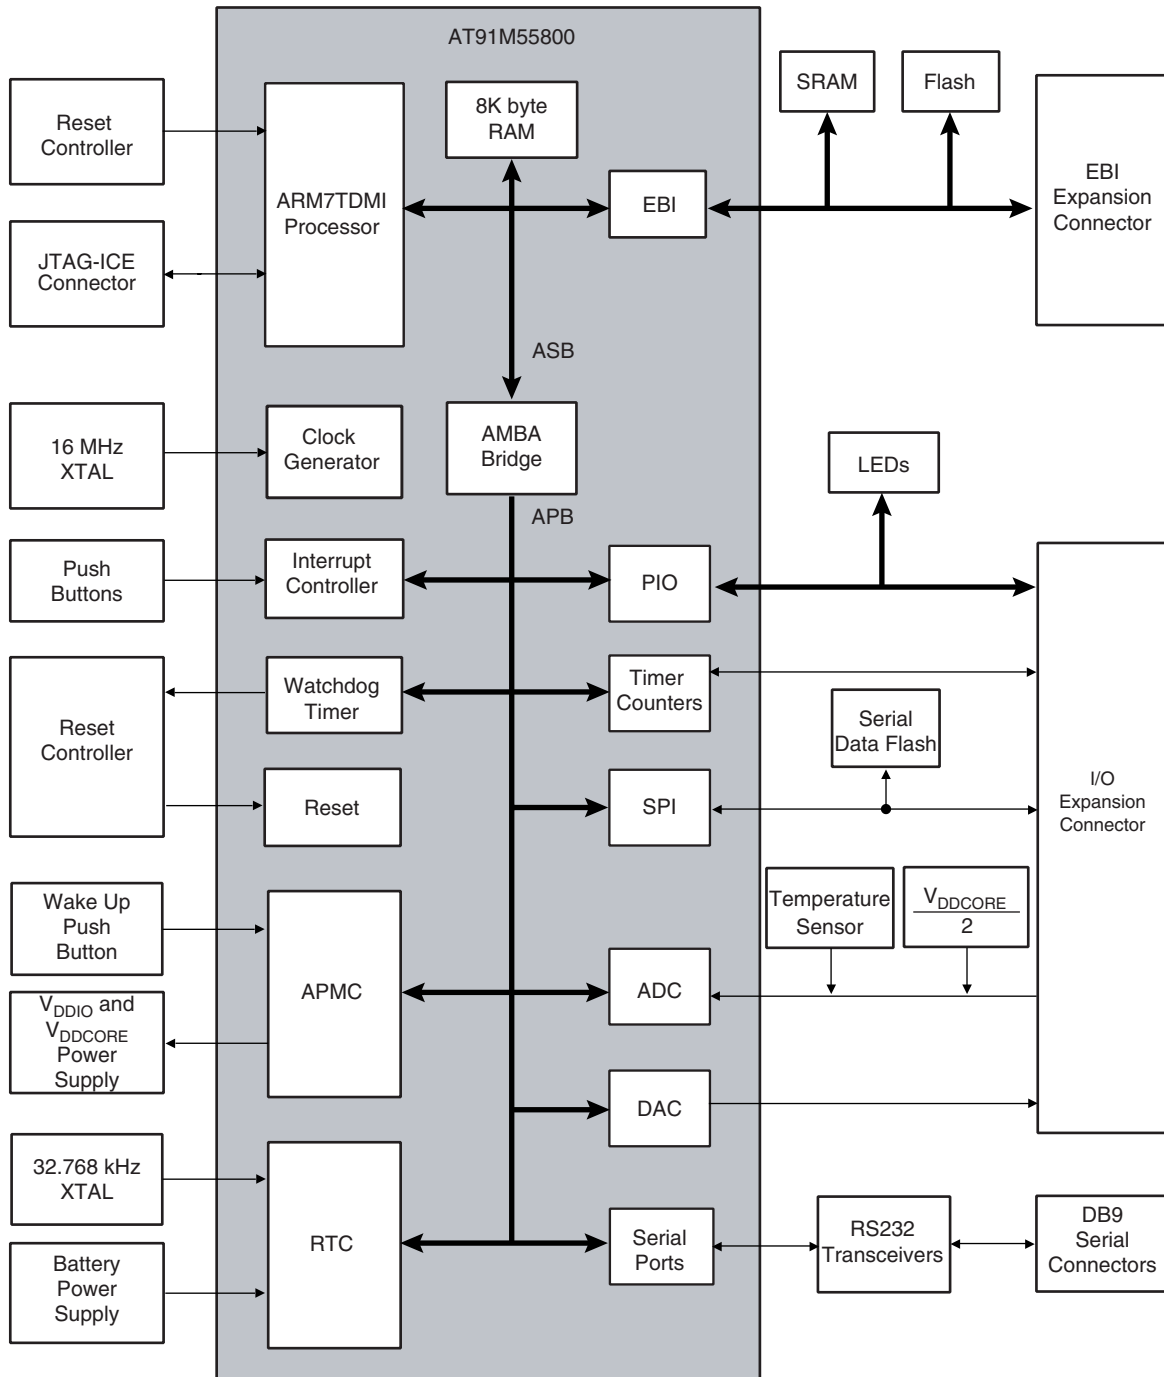 AT91M55800
Reset
Controller
JTAG-ICE
Connector
ARM7TDMI
Processor
8K byte
RAM
EBI
SRAM
Flash
EBI
Expansion
Connector
ASB
16 MHz
XTAL
Clock
Generator
AMBA
Bridge
APB
LEDs
Push
Buttons
Interrupt
Controller
PIO
Reset
Controller
Watchdog
Timer
Timer
Counters
Serial
Data Flash
Reset
SPI
I/O
Expansion
Connector
Wake Up
Push
Button
VDDIO and
VDDCORE
Power
Supply
APMC
ADC
Temperature
Sensor
VDDCORE
2
DAC
32.768 kHz
XTAL
Battery
Power
Supply
RTC
Serial
Ports
RS232
Transceivers
DB9
Serial
Connectors